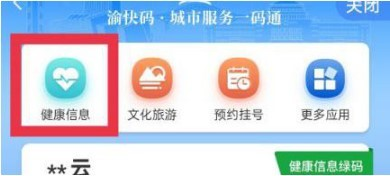 关闭
渝快码·城市服务一码通
健康信息 文化旅游 预约挂号 更多应用
**云
健康信息绿码